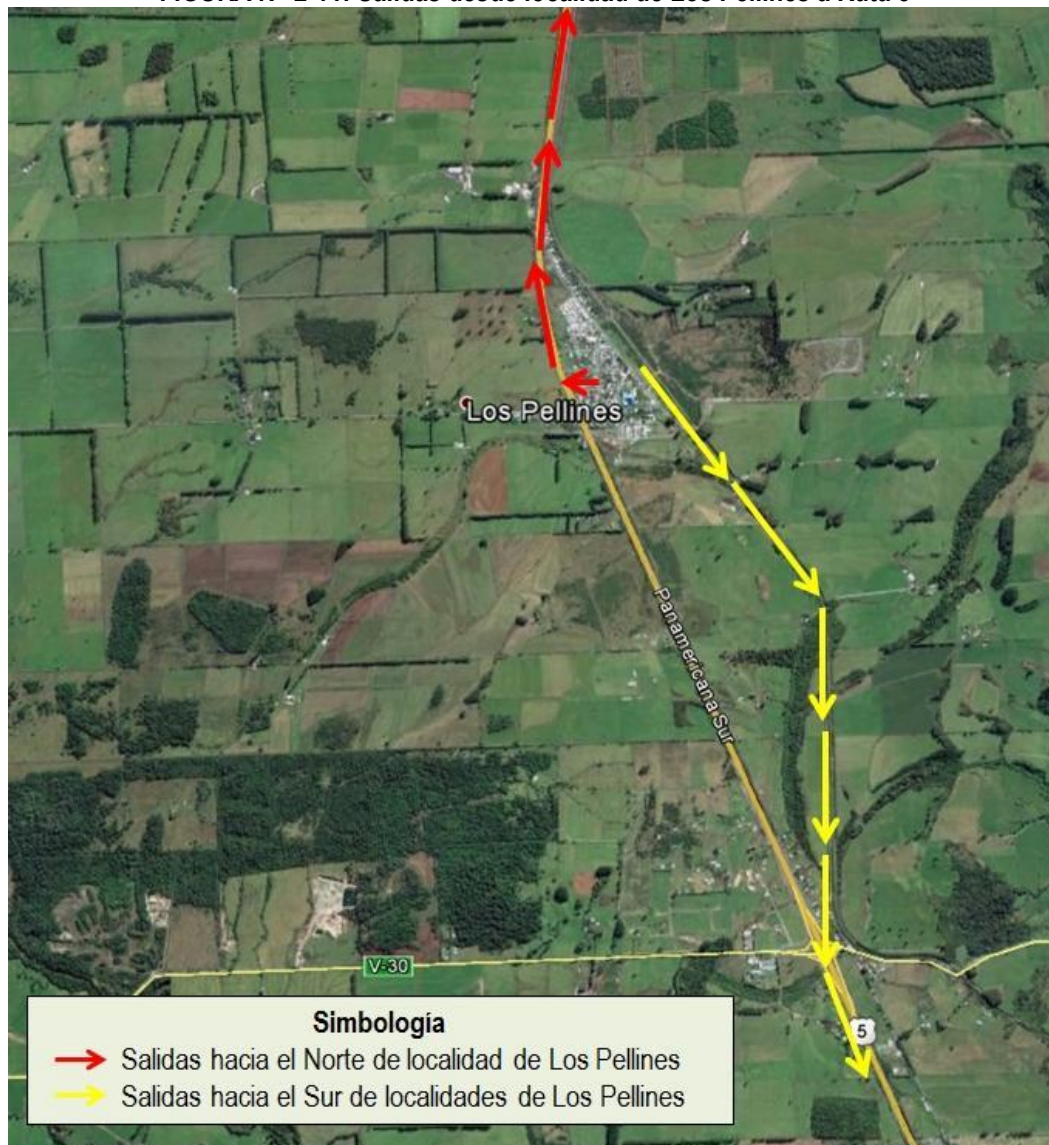 Los Pellines
Panamericana Sur
V-30
5
Simbología
Salidas hacia el Norte de localidad de Los Pellines
Salidas hacia el Sur de localidades de Los Pellines